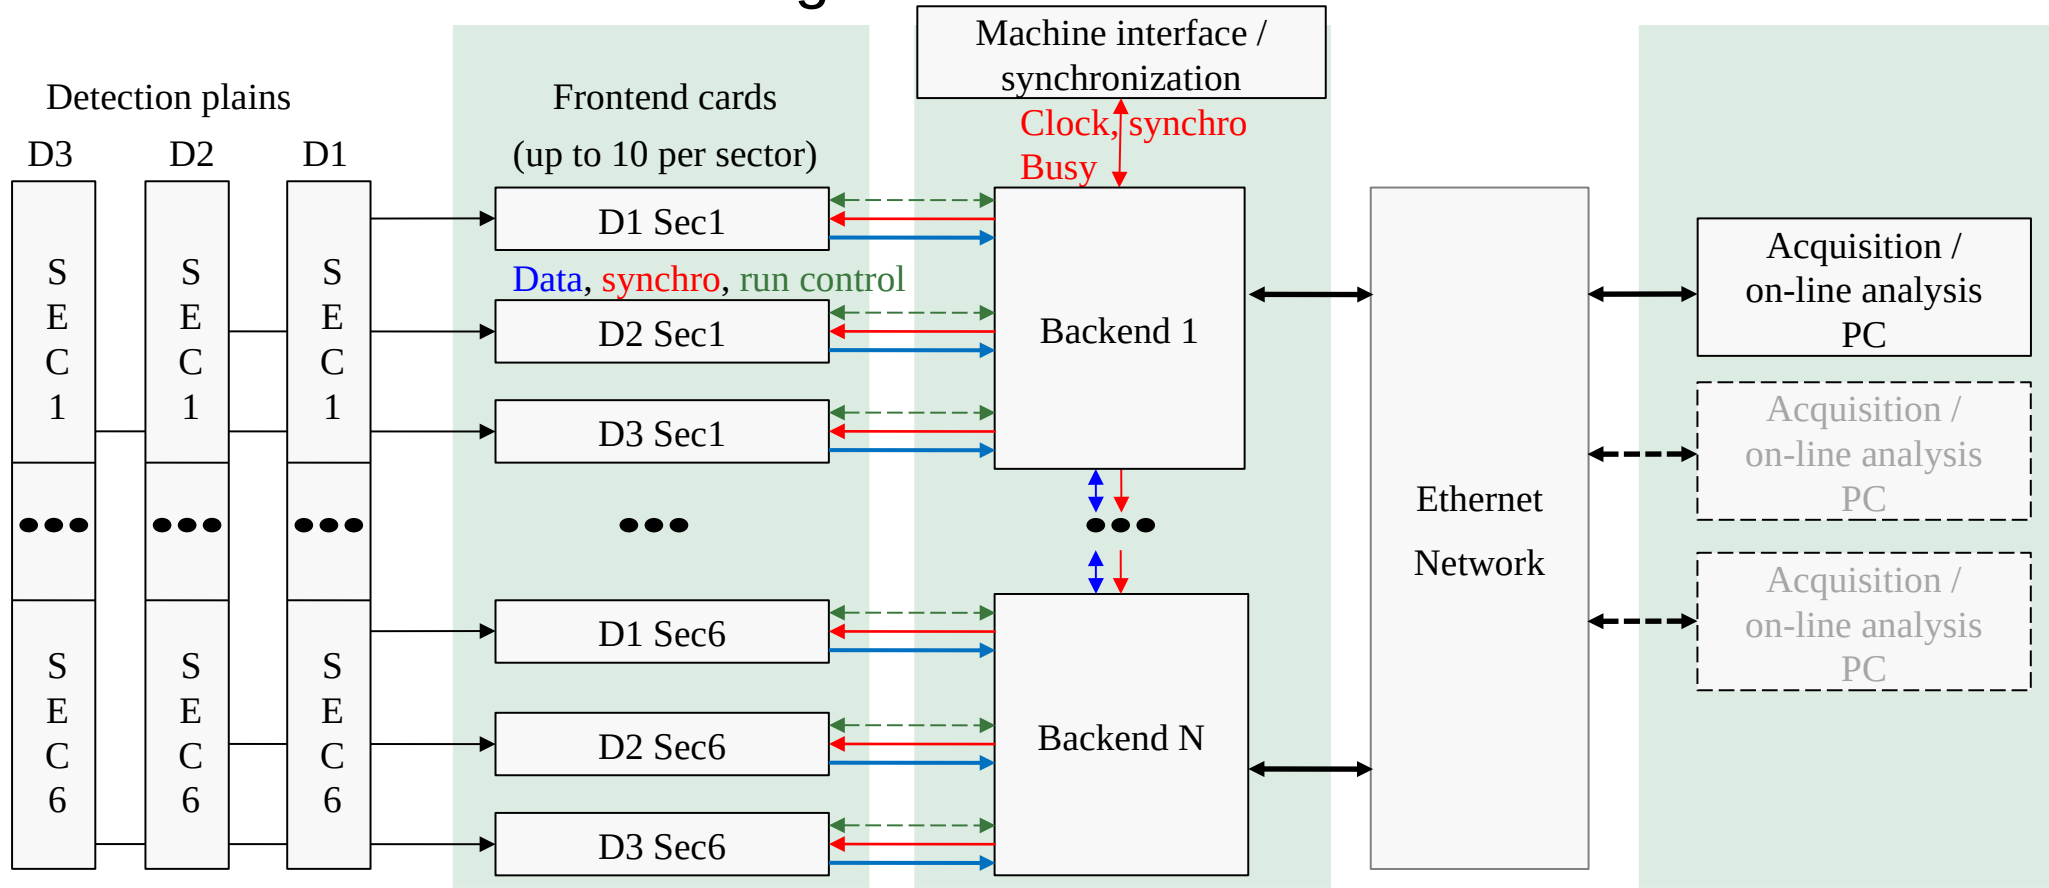 Machine interface /
synchronization
Detection plains
Frontend cards
(up to 10 per sector)
Clock, synchro
Busy
D3
D2
D1
S
E
C
1
S
E
C
1
S
E
C
1
D1 Sec1
Data, synchro, run control
D2 Sec1
D3 Sec1
Backend 1
Acquisition /
on-line analysis
PC
Acquisition /
on-line analysis
PC
Acquisition /
on-line analysis
PC
Ethernet
Network
S
E
C
6
S
E
C
6
S
E
C
6
D1 Sec6
D2 Sec6
D3 Sec6
Backend N